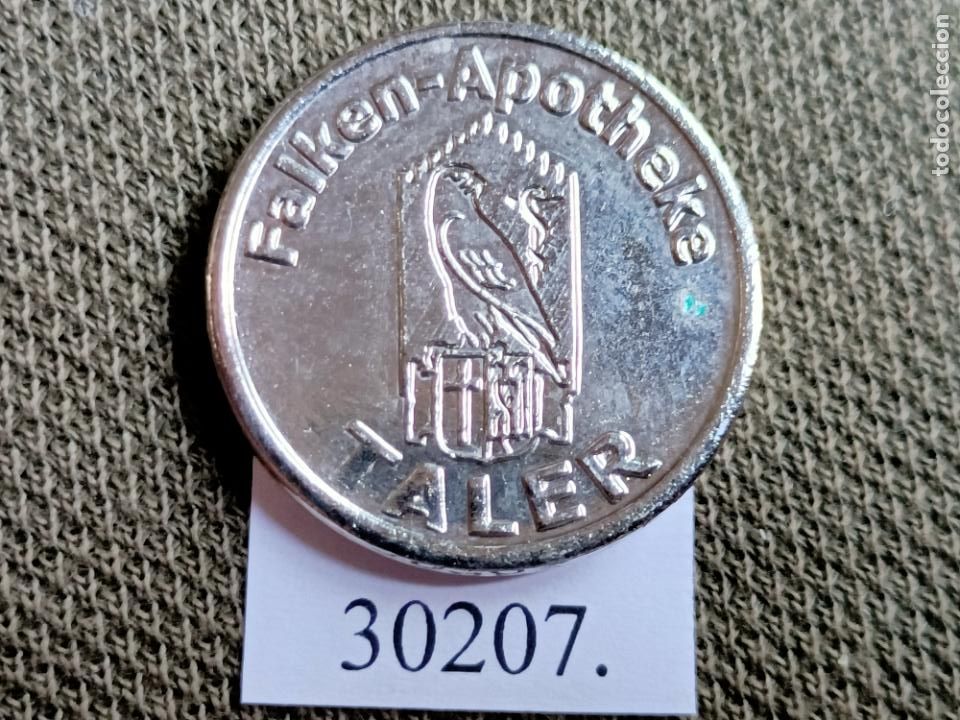 Falken-Apotheke
TALER
30207.
todocoleccion